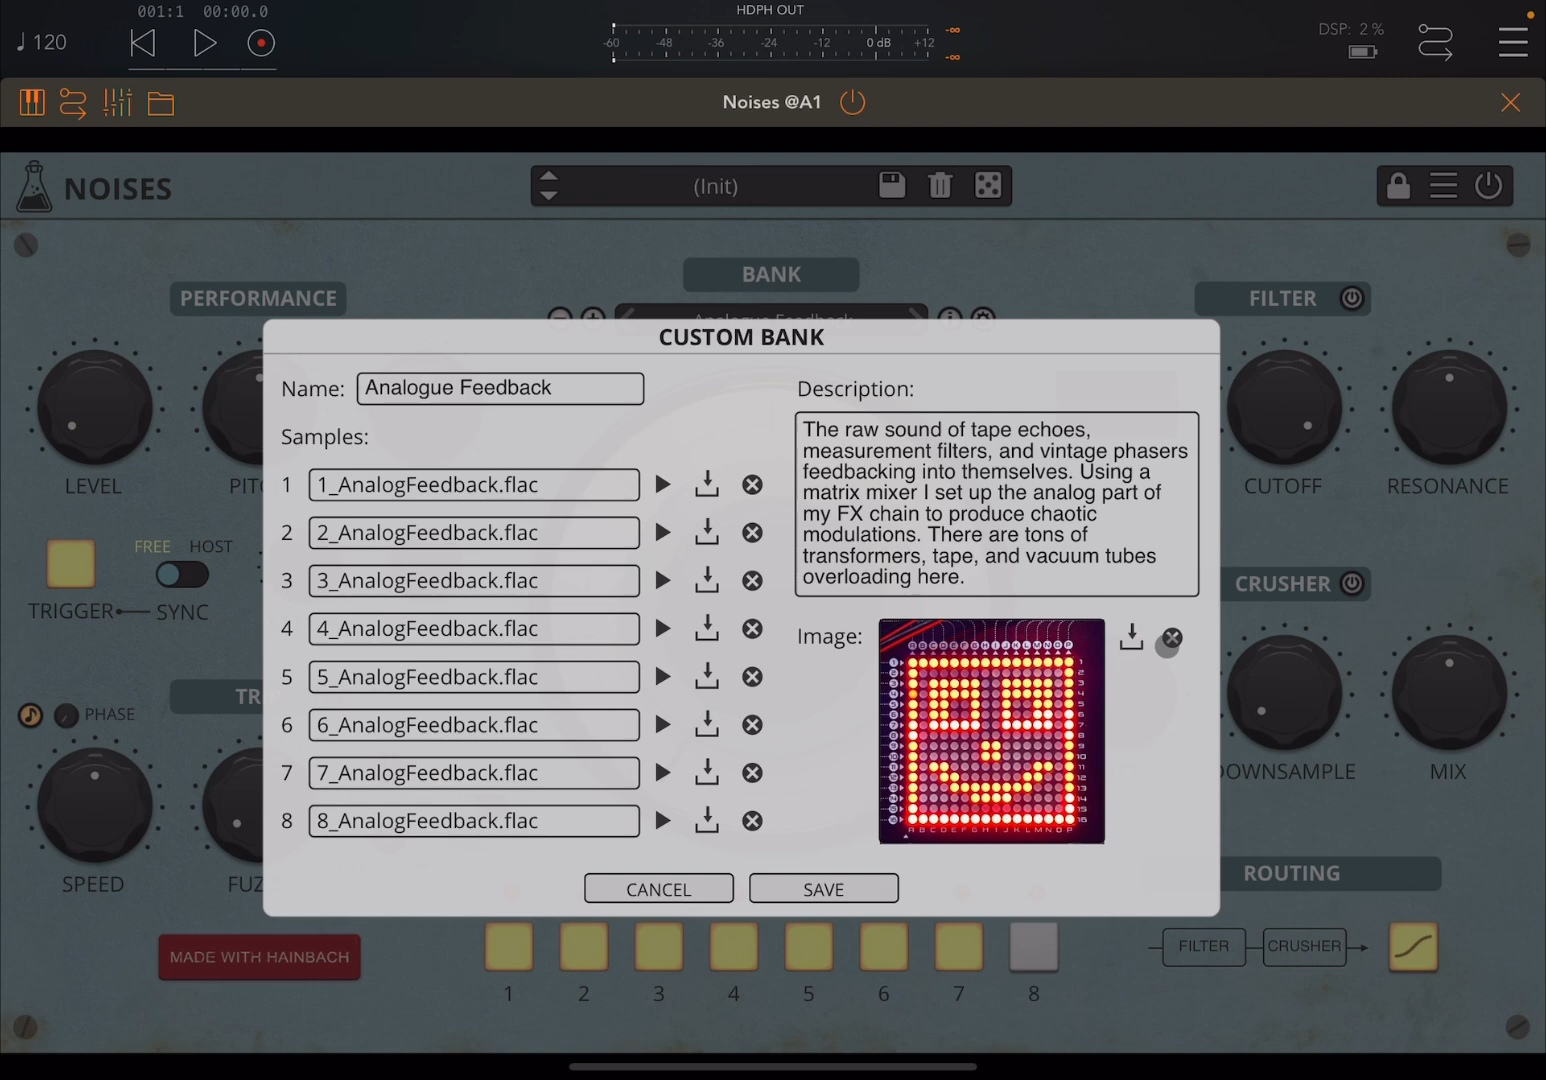 001:1 00:00.0
HDPH OUT
120
-60 -48 -36 -24 -12 0 dB +12
-∞
-∞
DSP: 2 %
Noises @A1
NOISES
(Init)
BANK
PERFORMANCE
FILTER
Analogue Feedback
CUSTOM BANK
Name: Analogue Feedback
Description:
The raw sound of tape echoes,
measurement filters, and vintage phasers
feedbacking into themselves. Using a
matrix mixer I set up the analog part of
my FX chain to produce chaotic
modulations. There are tons of
transformers, tape, and vacuum tubes
overloading here.
Samples:
1 1_AnalogFeedback.flac
2 2_AnalogFeedback.flac
3 3_AnalogFeedback.flac
4 4_AnalogFeedback.flac
5 5_AnalogFeedback.flac
6 6_AnalogFeedback.flac
7 7_AnalogFeedback.flac
8 8_AnalogFeedback.flac
Image:
CANCEL SAVE
LEVEL PIT
CUTOFF RESONANCE
FREE HOST
TRIGGER SYNC
CRUSHER
TR
PHASE
OWNSAMPLE MIX
SPEED FUZ
ROUTING
MADE WITH HAINBACH
FILTER CRUSHER
1 2 3 4 5 6 7 8